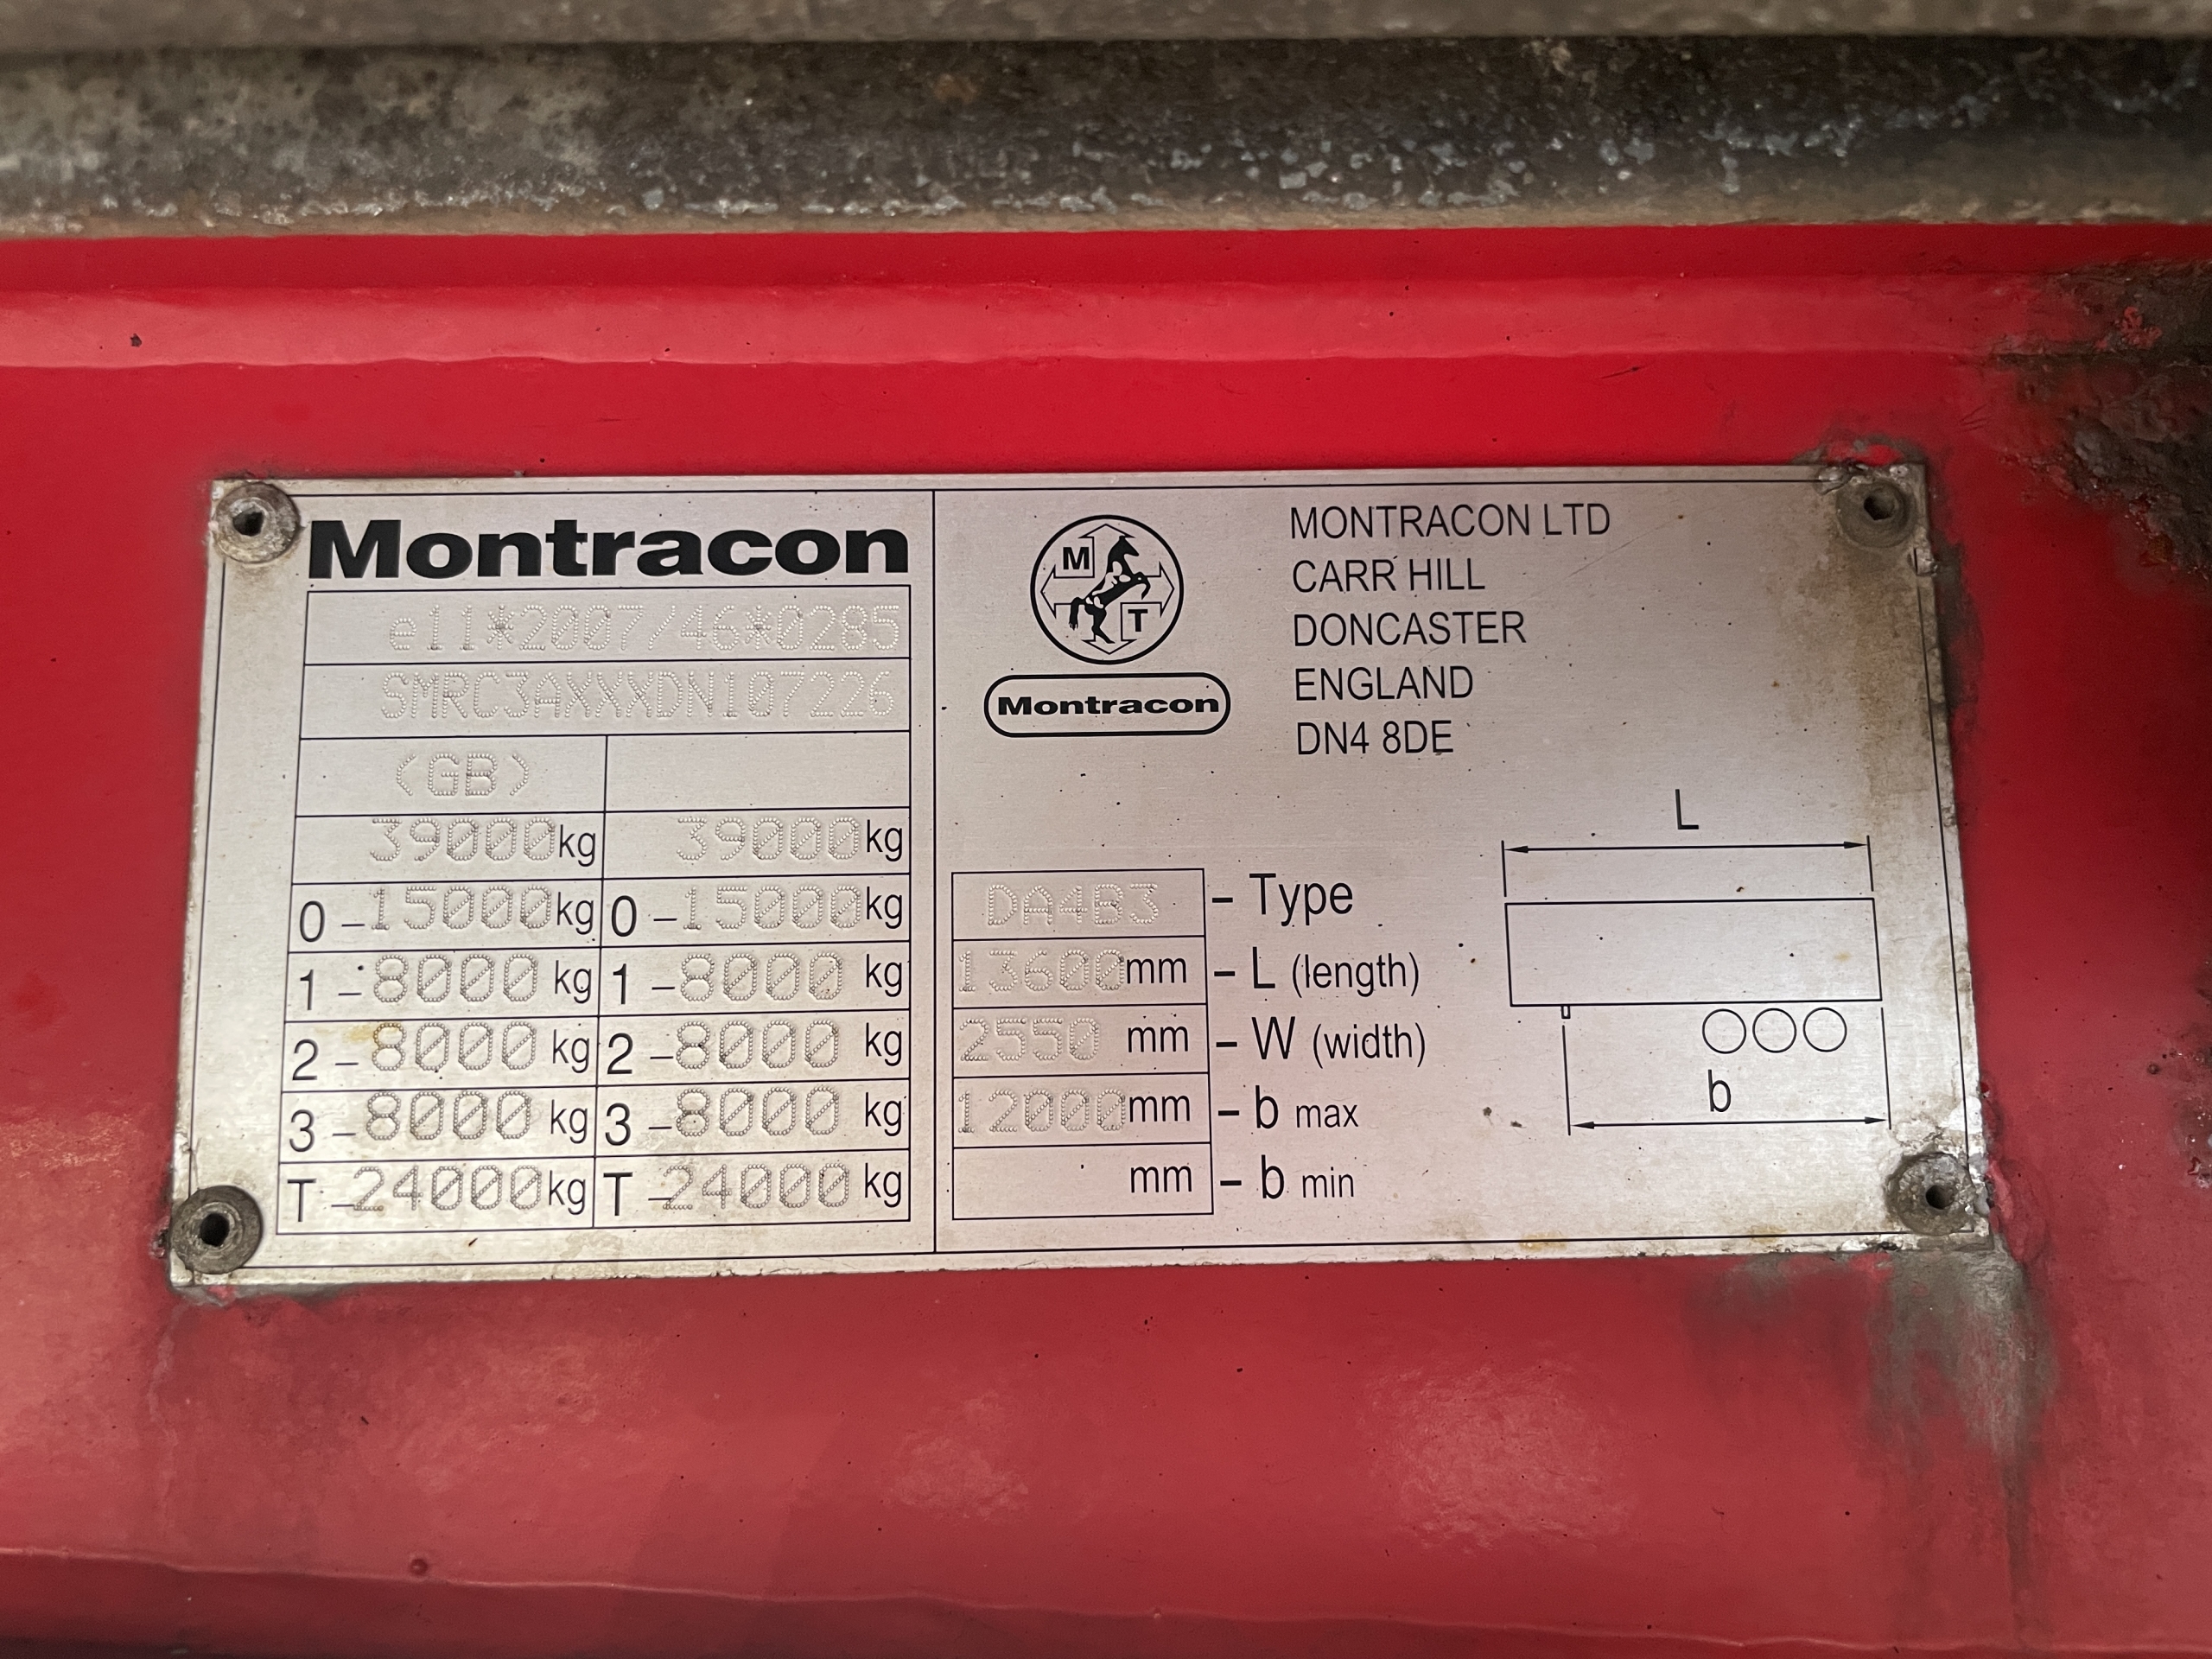 Montracon
e11*2007/46*0285
SMRC3AXXXDN107226
(GB)
39000kg 39000kg
0 -15000kg 0 -15000kg
1 -8000 kg 1 -8000 kg
2 -8000 kg 2 -8000 kg
3 -8000 kg 3 -8000 kg
T -24000kg T -24000 kg
M
T
Montracon
MONTRACON LTD
CARR HILL
DONCASTER
ENGLAND
DN4 8DE
DA4B3 - Type
13600mm - L (length)
2550 mm - W (width)
12000mm - b max
mm - b min
L
b